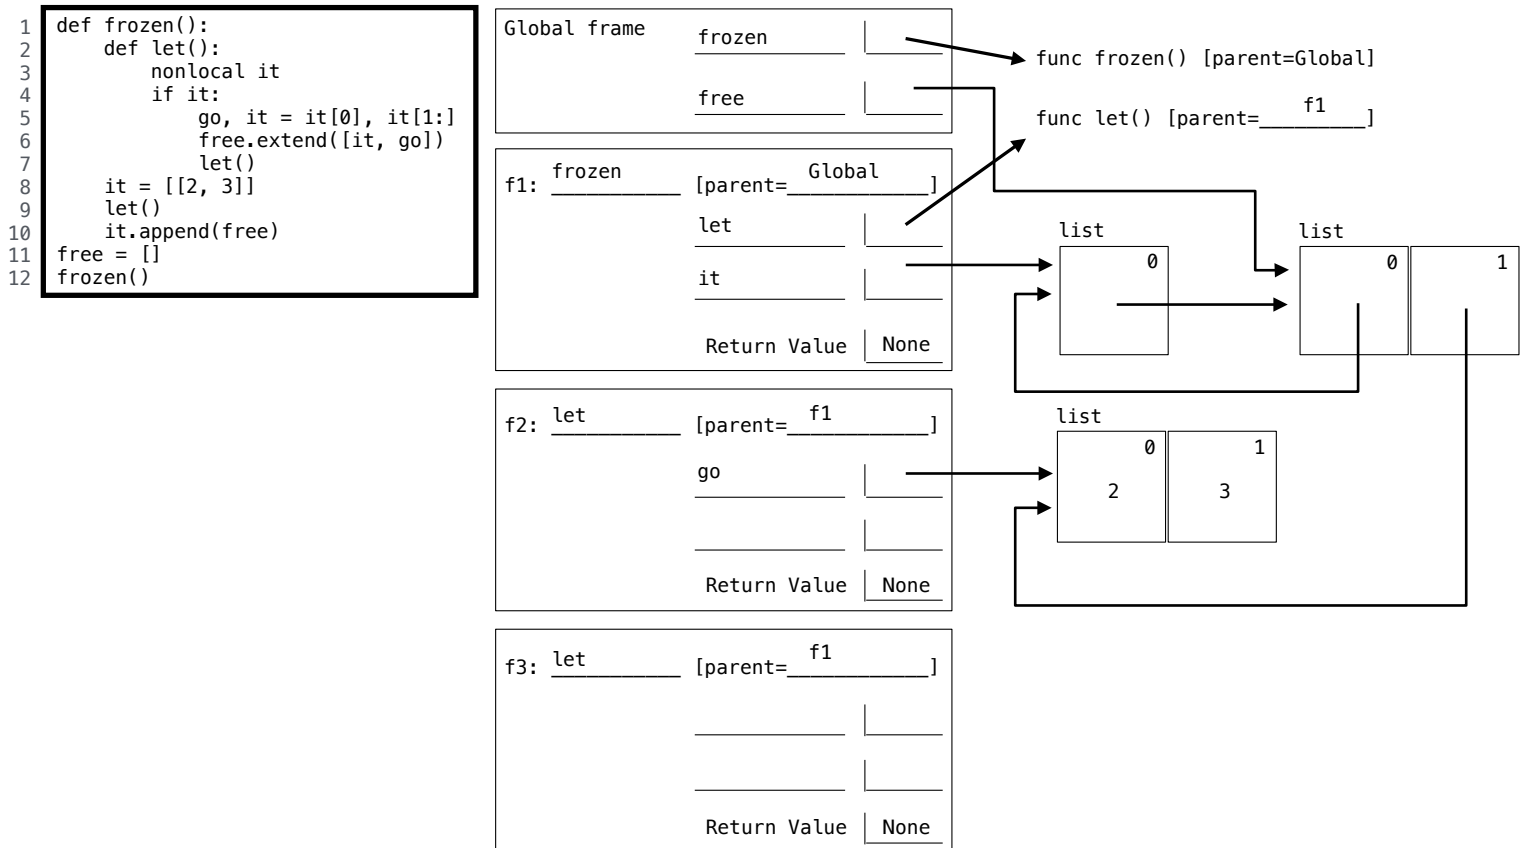 1 def frozen():
2     def let():
3         nonlocal it
4         if it:
5             go, it = it[0], it[1:]
6             free.extend([it, go])
7             let()
8     it = [[2, 3]]
9     let()
10     it.append(free)
11 free = []
12 frozen()
Global frame
frozen
free
func frozen() [parent=Global]
func let() [parent=f1]
f1: frozen [parent=Global]
let
it
Return Value None
list
0
list
0 1
f2: let [parent=f1]
go
Return Value None
list
0 1
2 3
f3: let [parent=f1]
Return Value None